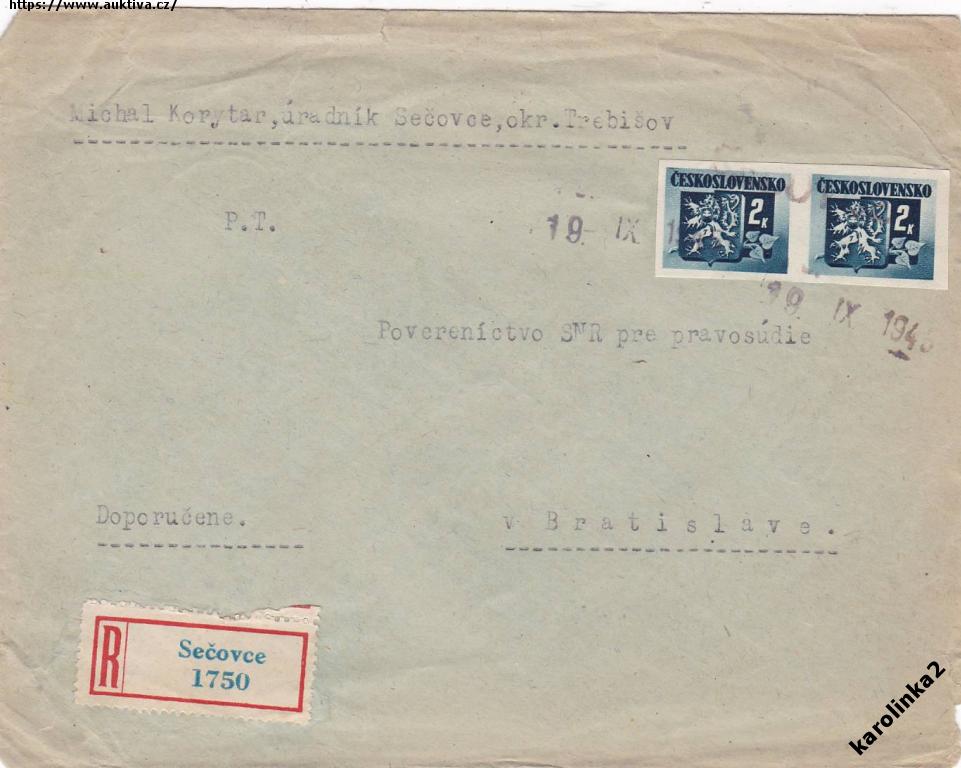 https://www.auktiva.cz/
Michal Korytar,úradník Sečovce,okr.Trebišov
ČESKOSLOVENSKO
2K
ČESKOSLOVENSKO
2K
P.T.
19. IX
19. IX 1945
Povereníctvo SNR pre pravosúdie
Doporučene.
v Bratislave.
R
Sečovce
1750
karolinka2